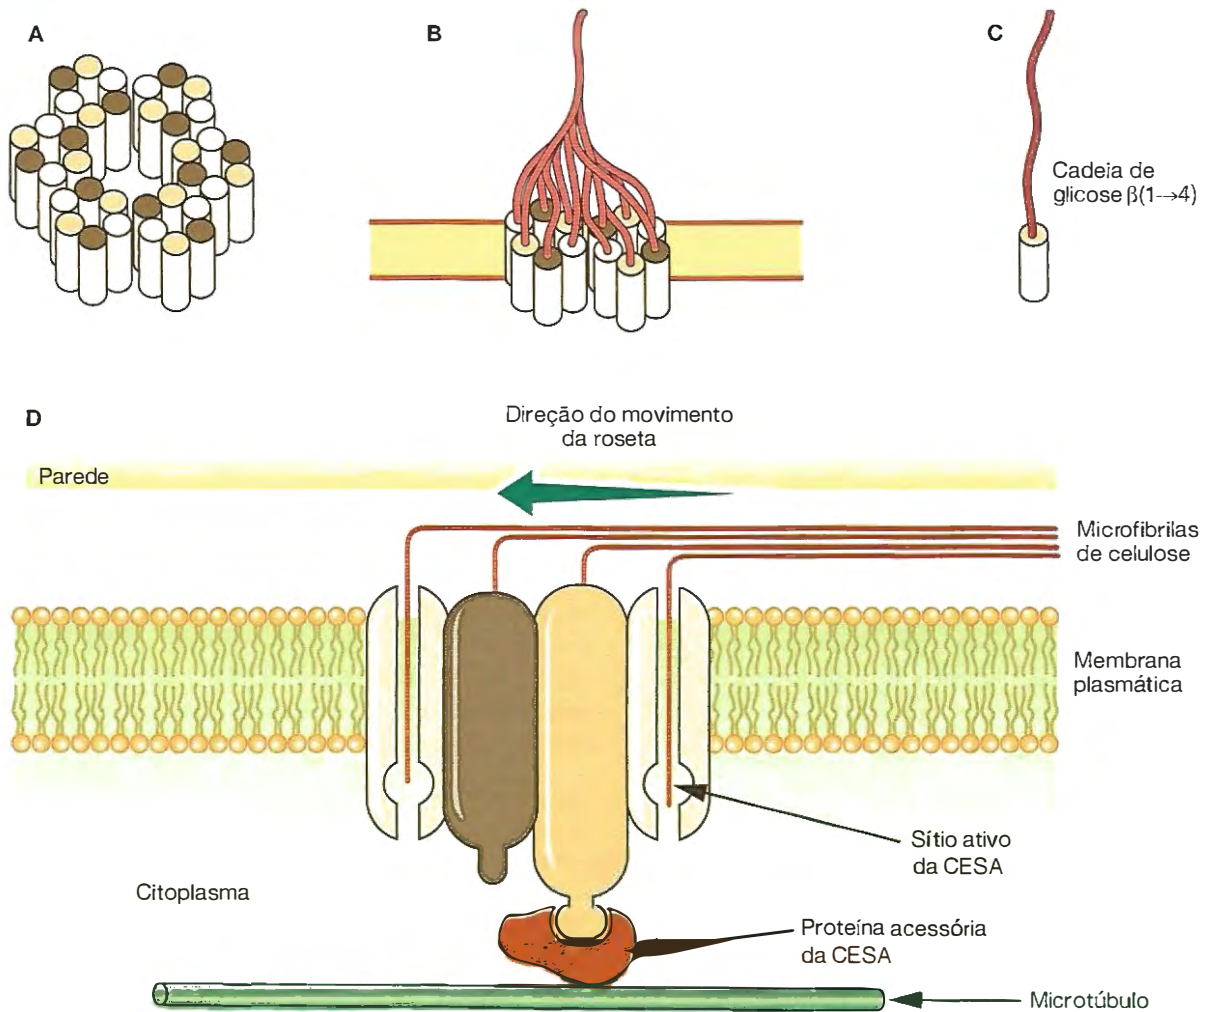 A
B
C
Cadeia de
glicose β(1→4)
D
Direção do movimento
da roseta
Parede
Microfibrilas
de celulose
Membrana
plasmática
Sítio ativo
da CESA
Citoplasma
Proteína acessória
da CESA
Microtúbulo